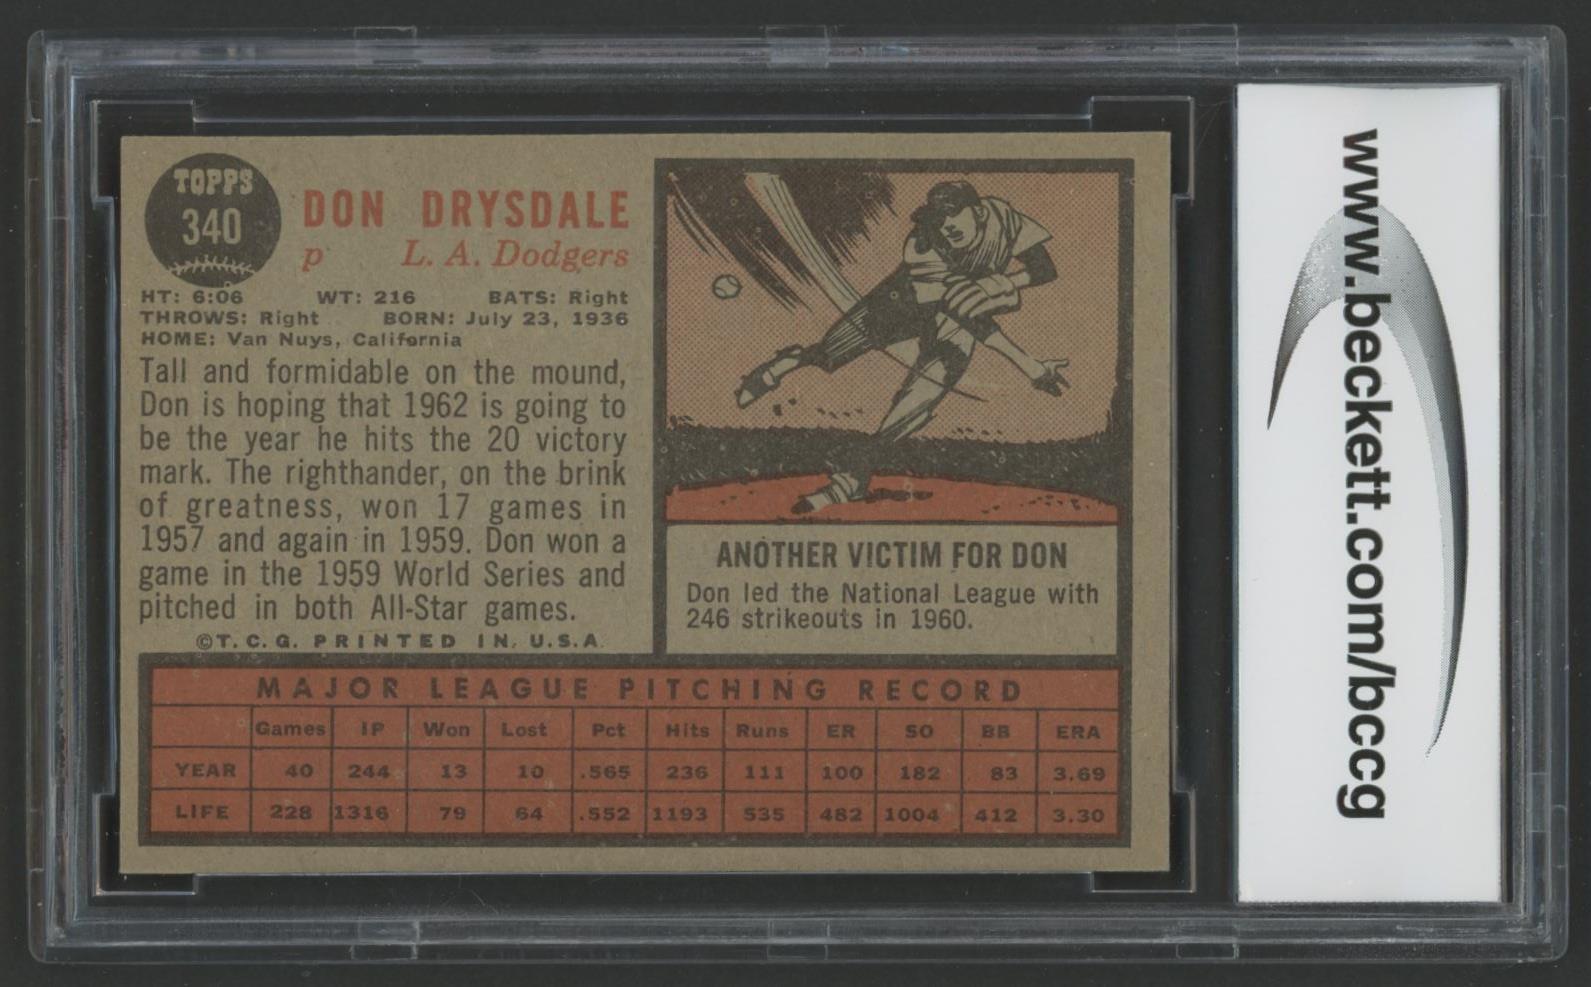 TOPPS
340
DON DRYSDALE
p L. A. Dodgers
HT: 6:06 WT: 216 BATS: Right
THROWS: Right BORN: July 23, 1936
HOME: Van Nuys, California
Tall and formidable on the mound,
Don is hoping that 1962 is going to
be the year he hits the 20 victory
mark. The righthander, on the brink
of greatness, won 17 games in
1957 and again in 1959. Don won a
game in the 1959 World Series and
pitched in both All-Star games.
©T.C.G. PRINTED IN U.S.A.
ANOTHER VICTIM FOR DON
Don led the National League with
246 strikeouts in 1960.
MAJOR LEAGUE PITCHING RECORD
Games IP Won Lost Pct Hits Runs ER SO BB ERA
YEAR 40 244 13 10 .565 236 111 100 182 83 3.69
LIFE 228 1316 79 64 .552 1193 535 482 1004 412 3.30
www.beckett.com/bccg